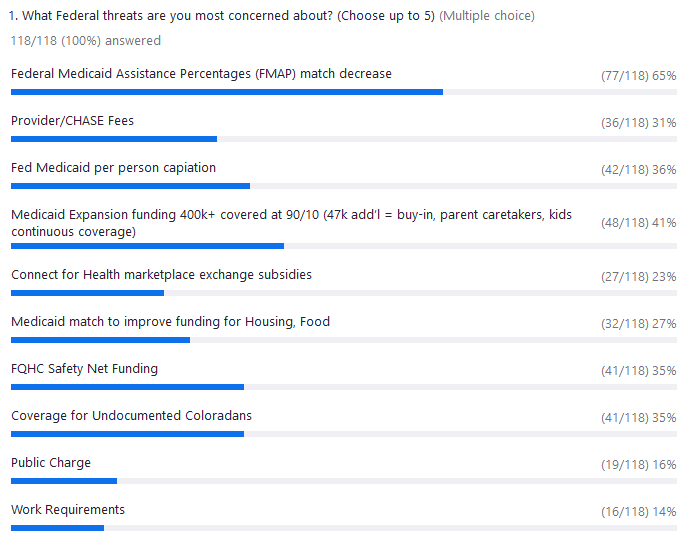 1. What Federal threats are you most concerned about? (Choose up to 5) (Multiple choice)
118/118 (100%) answered
Federal Medicaid Assistance Percentages (FMAP) match decrease (77/118) 65%
Provider/CHASE Fees (36/118) 31%
Fed Medicaid per person capiation (42/118) 36%
Medicaid Expansion funding 400k+ covered at 90/10 (47k add'l = buy-in, parent caretakers, kids
continuous coverage) (48/118) 41%
Connect for Health marketplace exchange subsidies (27/118) 23%
Medicaid match to improve funding for Housing, Food (32/118) 27%
FQHC Safety Net Funding (41/118) 35%
Coverage for Undocumented Coloradans (41/118) 35%
Public Charge (19/118) 16%
Work Requirements (16/118) 14%